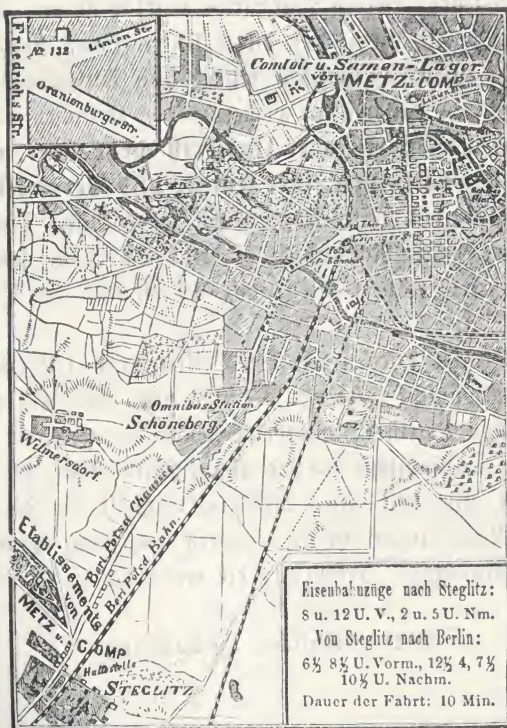 Friedrichs Str.
No 132
Linien Str
Oranienburger Str.
Comtoir u. Samen-Lager
von METZ u. COMP
Omnibus Station
Schöneberg
Wilmersdorf.
Berl. Potsd. Chaussee
Berl. Potsd. Bahn.
Etablissements
von
METZ u. COMP
Haltestelle
STEGLITZ
Eisenbahnzüge nach Steglitz:
8 u. 12 U. V., 2 u. 5 U. Nm.
Von Steglitz nach Berlin:
6½ 8½ U. Vorm., 12½ 4, 7½
10½ U. Nachm.
Dauer der Fahrt: 10 Min.